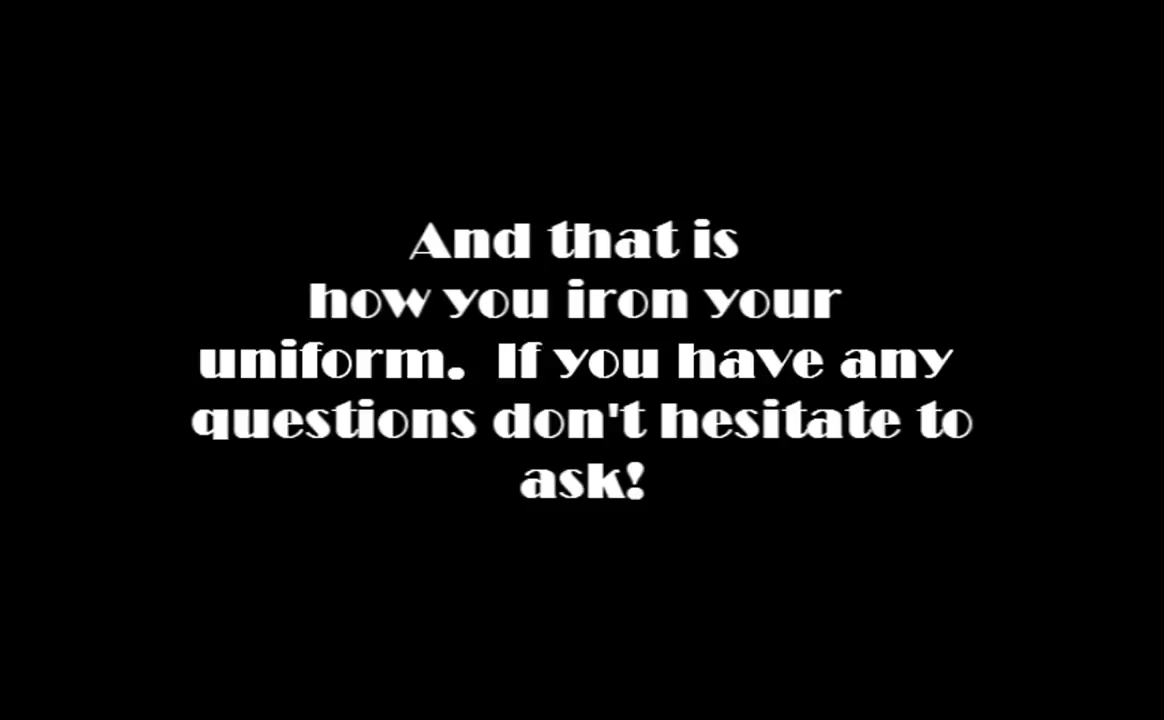 And that is
how you iron your
uniform.  If you have any
questions don't hesitate to
ask!